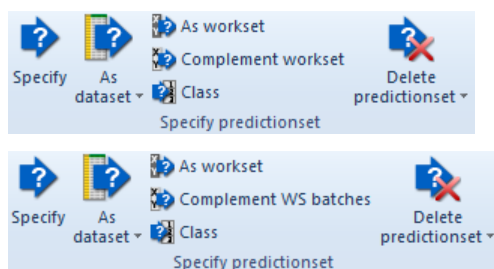 Specify
As
dataset
As workset
Complement workset
Class
Delete
predictionset
Specify predictionset
Specify
As
dataset
As workset
Complement WS batches
Class
Delete
predictionset
Specify predictionset